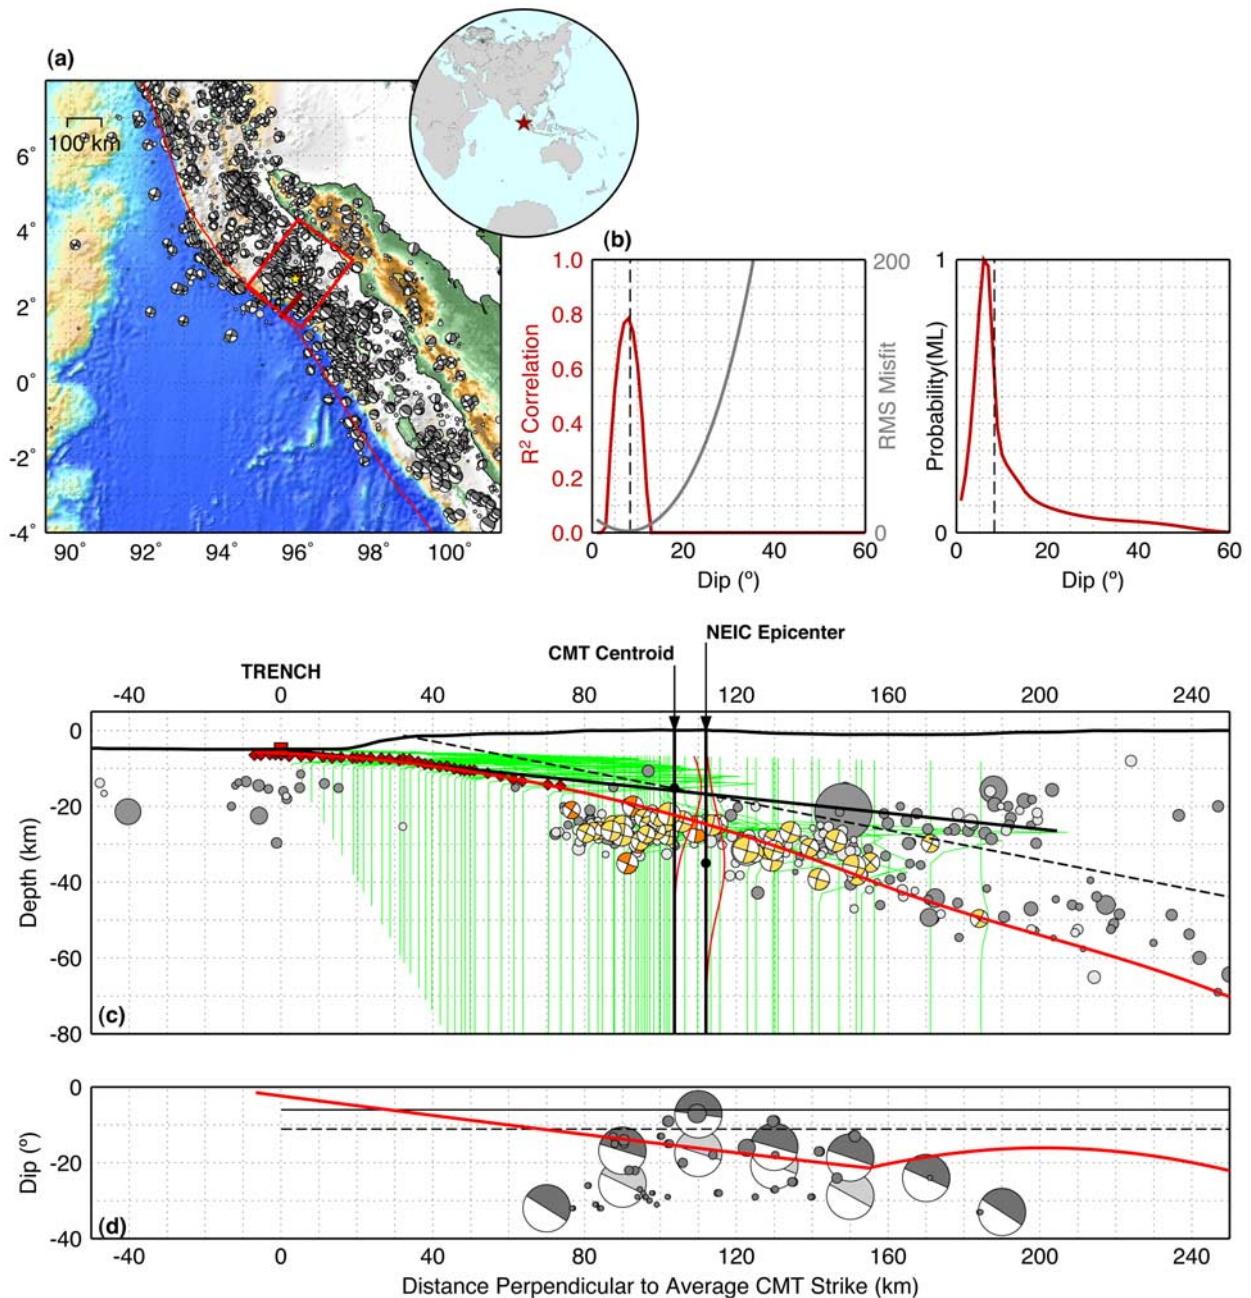 (a)
100 km
6°
4°
2°
0°
-2°
-4°
90° 92° 94° 96° 98° 100°
(b)
1.0
0.8
0.6
0.4
0.2
0.0
R² Correlation
200
0
RMS Misfit
0 20 40 60
Dip (º)
1
0
Probability(ML)
0 20 40 60
Dip (º)
NEIC Epicenter
CMT Centroid
TRENCH
-40 0 40 80 120 160 200 240
0
-20
-40
-60
-80
Depth (km)
(c)
0
-20
-40
Dip (º)
(d)
-40 0 40 80 120 160 200 240
Distance Perpendicular to Average CMT Strike (km)